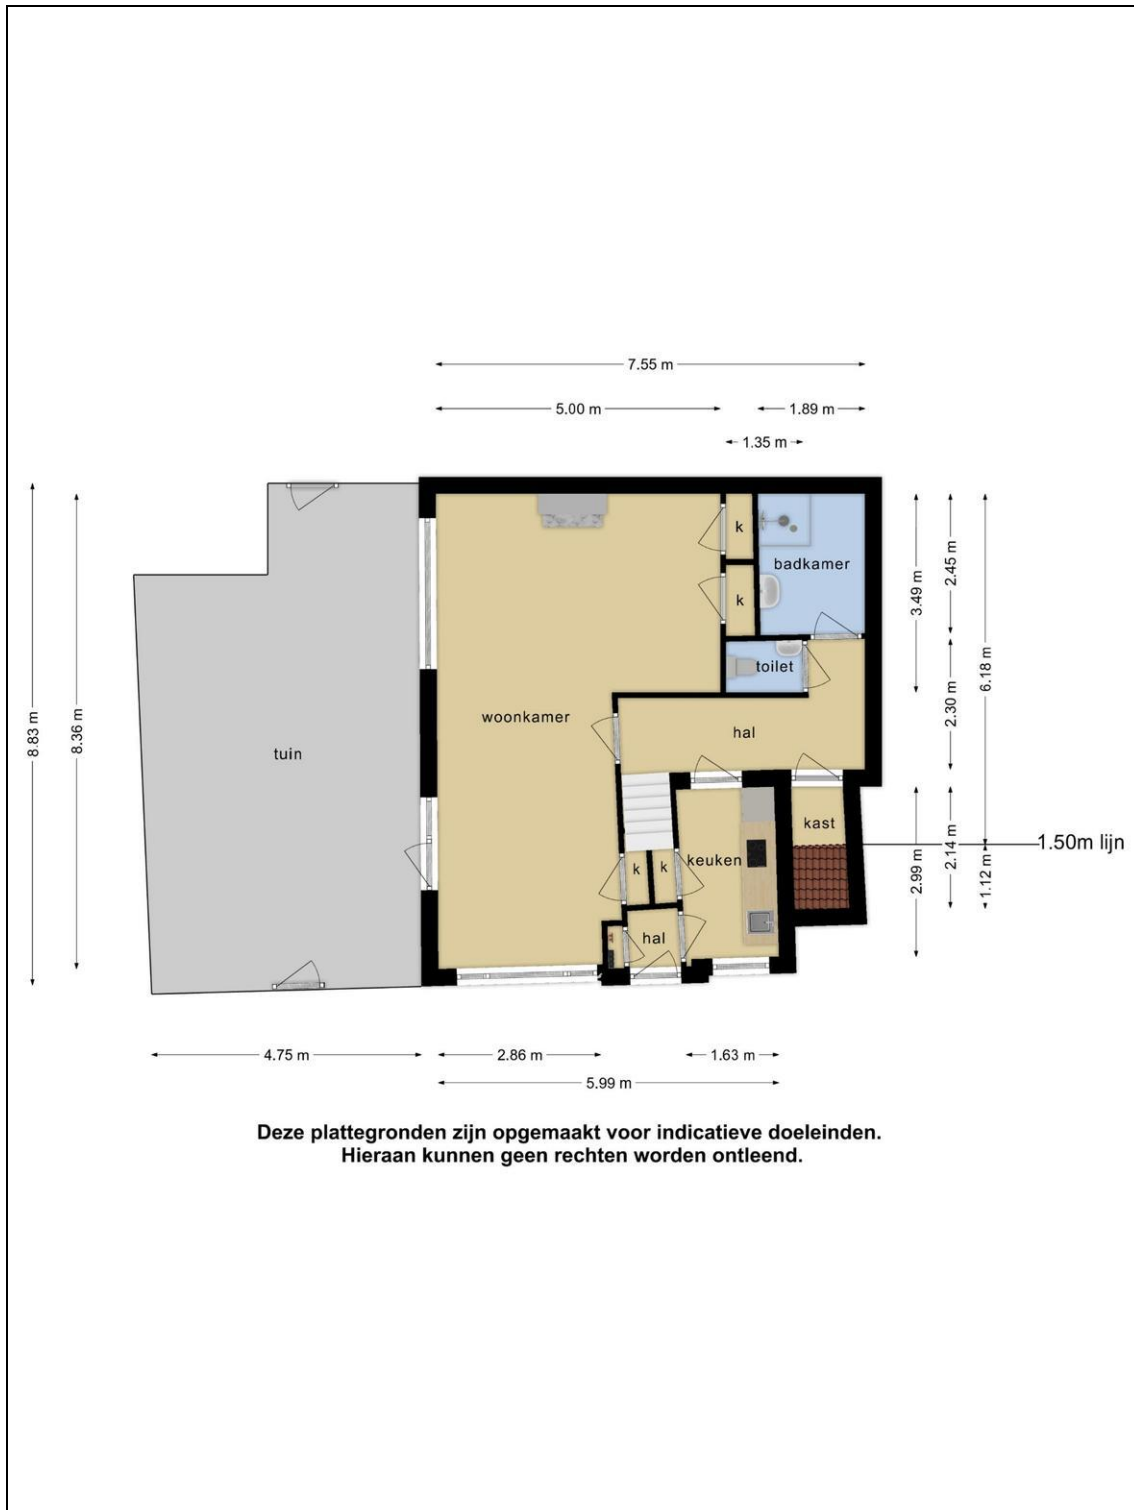 7.55 m
5.00 m
1.89 m
1.35 m
k
badkamer
k
toilet
woonkamer
hal
tuin
8.83 m
8.36 m
3.49 m
2.45 m
6.18 m
2.30 m
kast
keuken
k
k
hal
1.50m lijn
2.99 m
2.14 m
1.12 m
4.75 m
2.86 m
1.63 m
5.99 m
Deze plattegronden zijn opgemaakt voor indicatieve doeleinden.
Hieraan kunnen geen rechten worden ontleend.